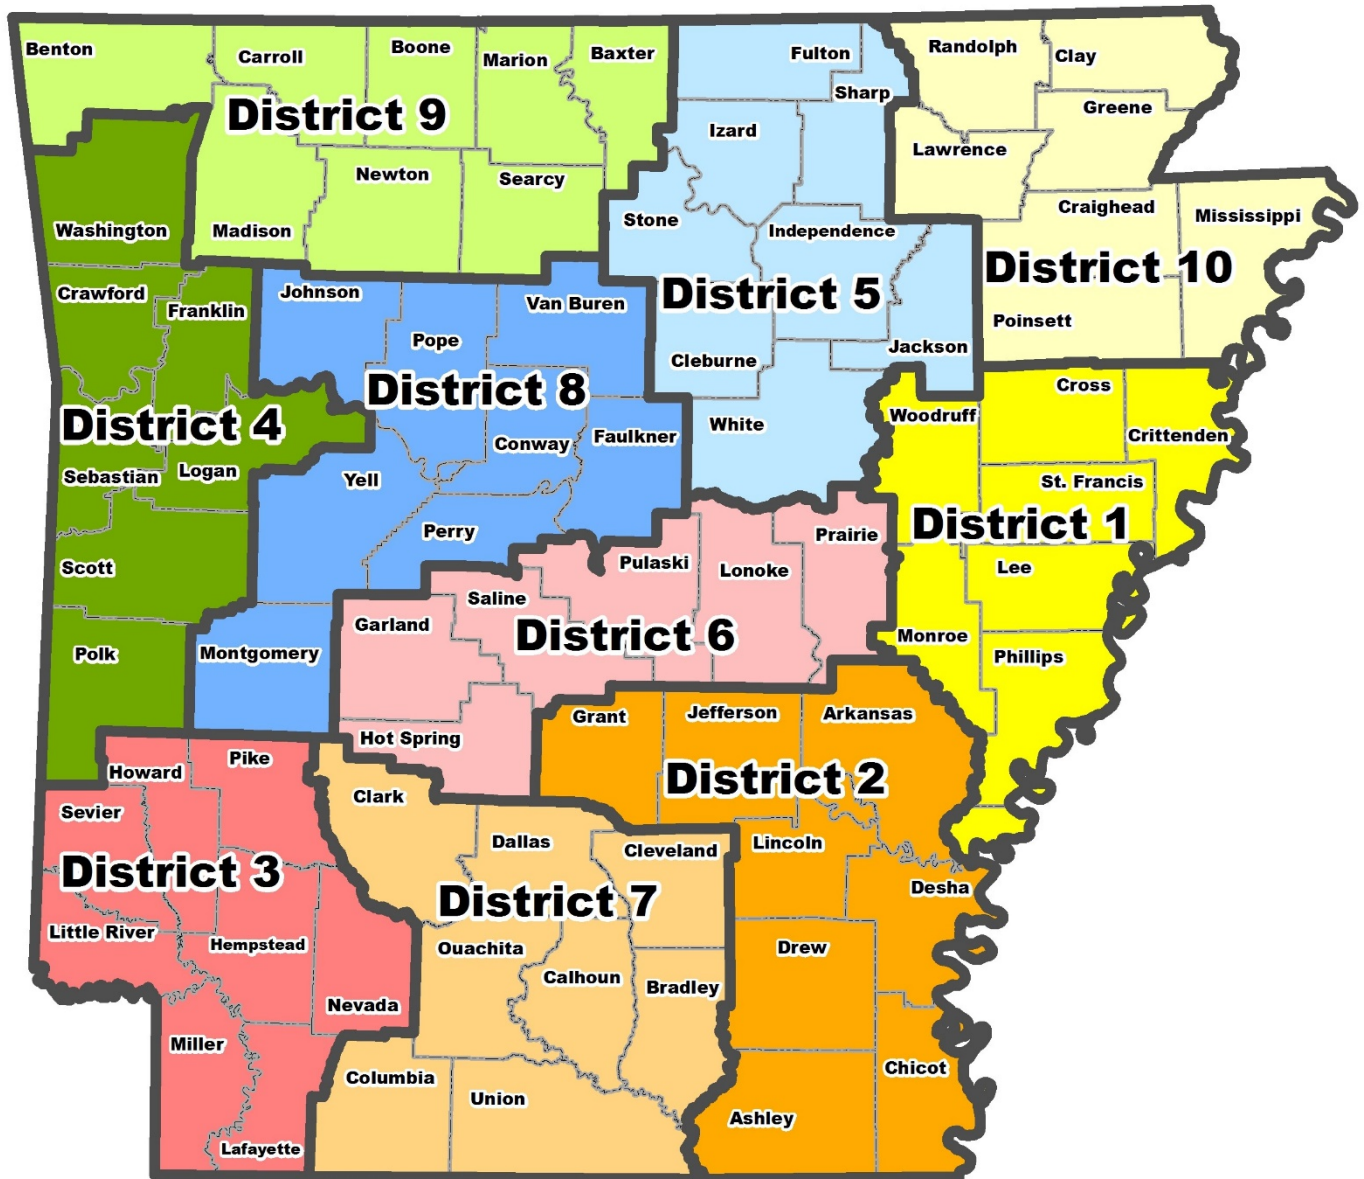 Benton
Carroll
Boone
Marion
Baxter
District 9
Newton
Searcy
Madison
Fulton
Sharp
Izard
Stone
Independence
District 5
Cleburne
Jackson
White
Randolph
Clay
Greene
Lawrence
Craighead
Mississippi
District 10
Poinsett
Washington
Crawford
Franklin
District 4
Sebastian
Logan
Scott
Polk
Johnson
Van Buren
Pope
District 8
Conway
Faulkner
Yell
Perry
Montgomery
Cross
Woodruff
Crittenden
St. Francis
District 1
Lee
Monroe
Phillips
Prairie
Pulaski
Lonoke
Saline
Garland
District 6
Hot Spring
Grant
Jefferson
Arkansas
District 2
Lincoln
Desha
Drew
Chicot
Ashley
Pike
Howard
Sevier
District 3
Little River
Hempstead
Nevada
Miller
Lafayette
Clark
Dallas
Cleveland
District 7
Ouachita
Calhoun
Bradley
Columbia
Union